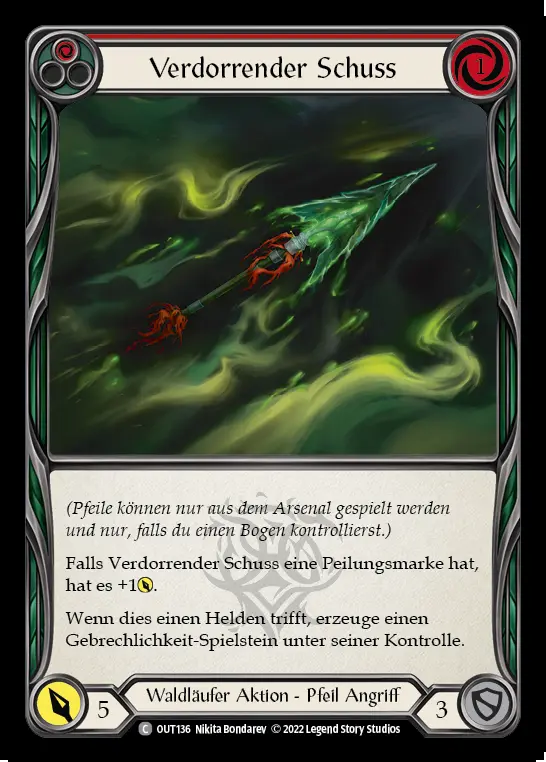 Verdorrender Schuss
1
(Pfeile können nur aus dem Arsenal gespielt werden
und nur, falls du einen Bogen kontrollierst.)
Falls Verdorrender Schuss eine Peilungsmarke hat,
hat es +1.
Wenn dies einen Helden trifft, erzeuge einen
Gebrechlichkeit-Spielstein unter seiner Kontrolle.
5
Waldläufer Aktion - Pfeil Angriff
3
C OUT136 Nikita Bondarev © 2022 Legend Story Studios